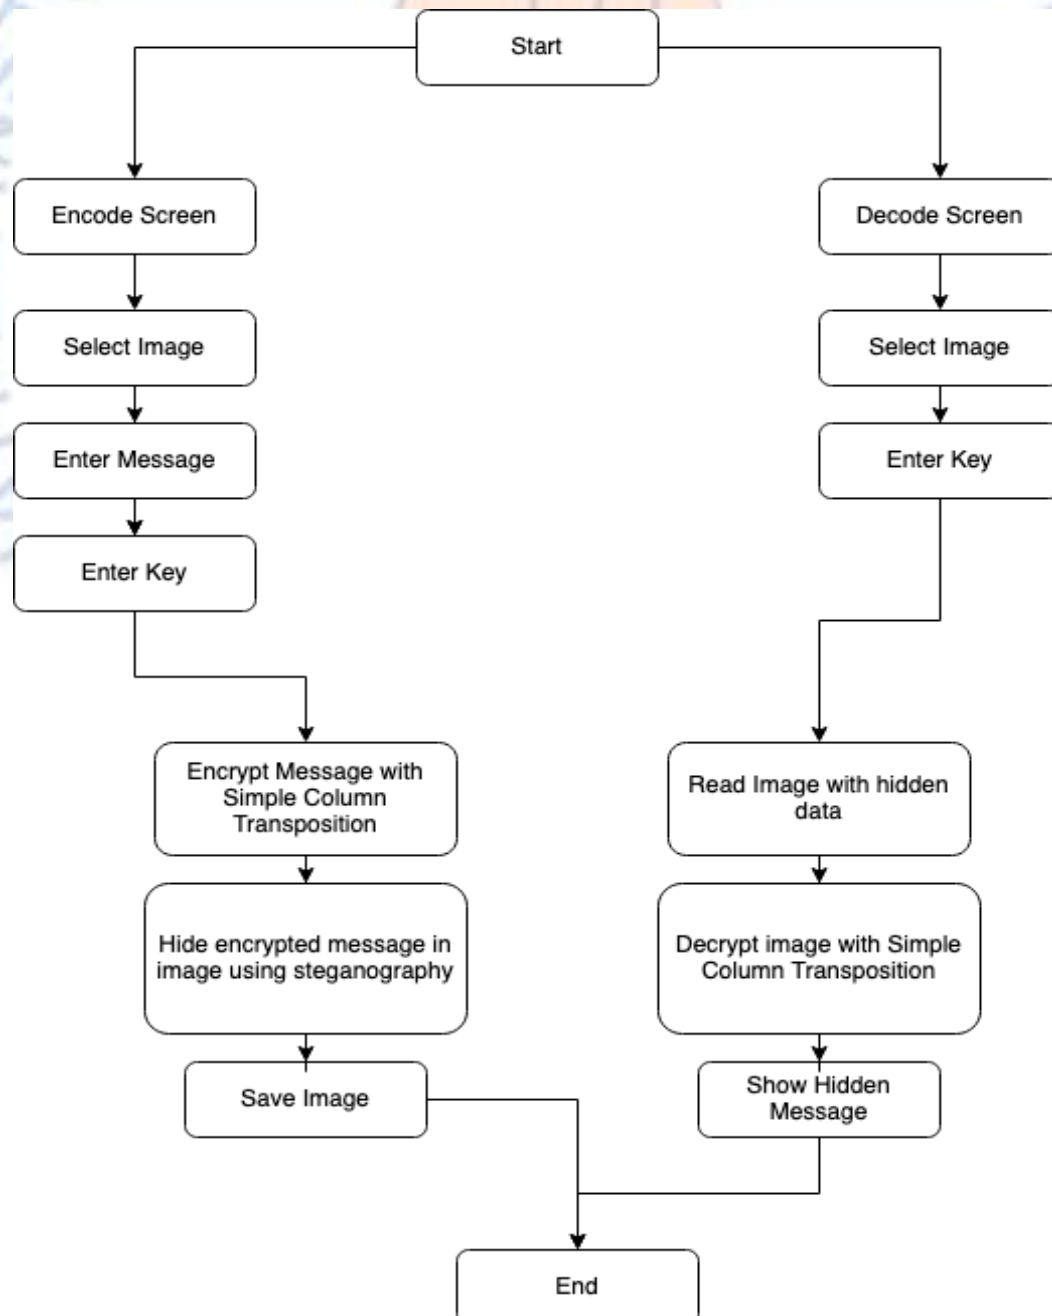 Start
Encode Screen
Select Image
Enter Message
Enter Key
Encrypt Message with
Simple Column
Transposition
Hide encrypted message in
image using steganography
Save Image
Decode Screen
Select Image
Enter Key
Read Image with hidden
data
Decrypt image with Simple
Column Transposition
Show Hidden
Message
End